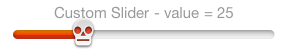 Custom Slider - value = 25